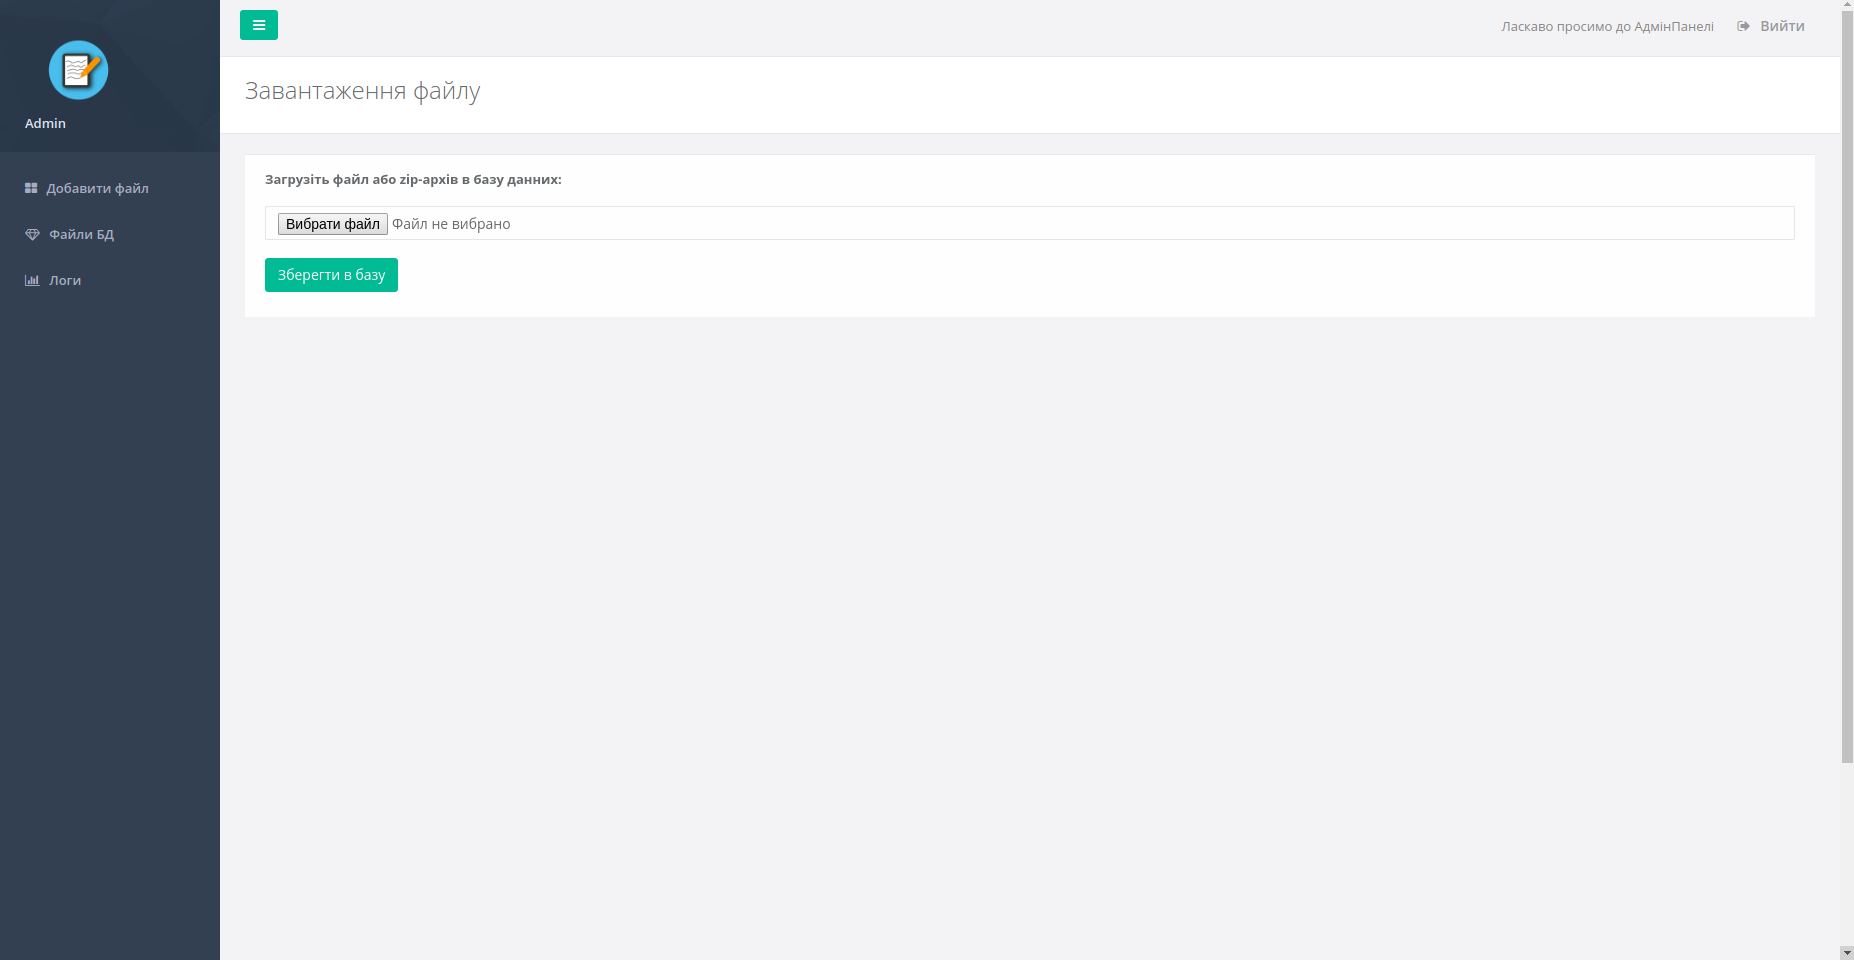 Ласкаво просимо до АдмінПанелі
Вийти
Admin
Добавити файл
Файли БД
Логи
Завантаження файлу
Загрузіть файл або zip-архів в базу данних:
Вибрати файл Файл не вибрано
Зберегти в базу